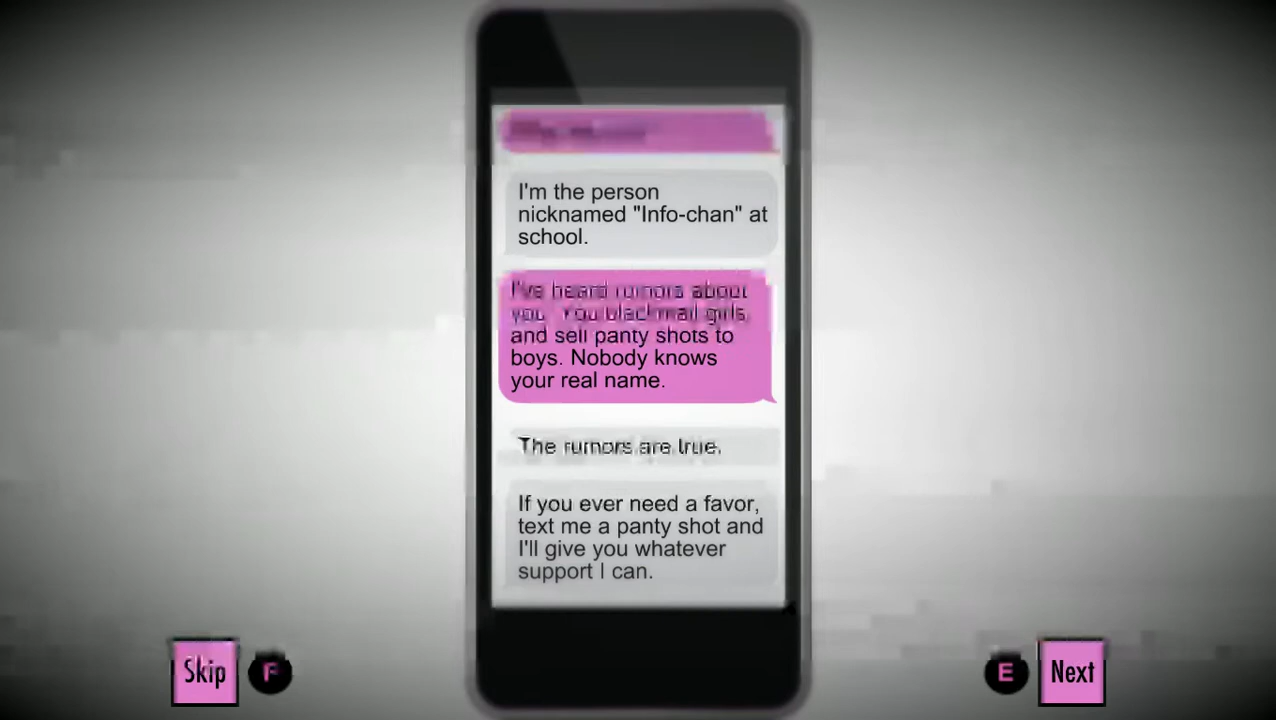 I'm the person
nicknamed "Info-chan" at
school.
I've heard rumors about
you. You blackmail girls,
and sell panty shots to
boys. Nobody knows
your real name.
The rumors are true.
If you ever need a favor,
text me a panty shot and
I'll give you whatever
support I can.
Skip F
E Next